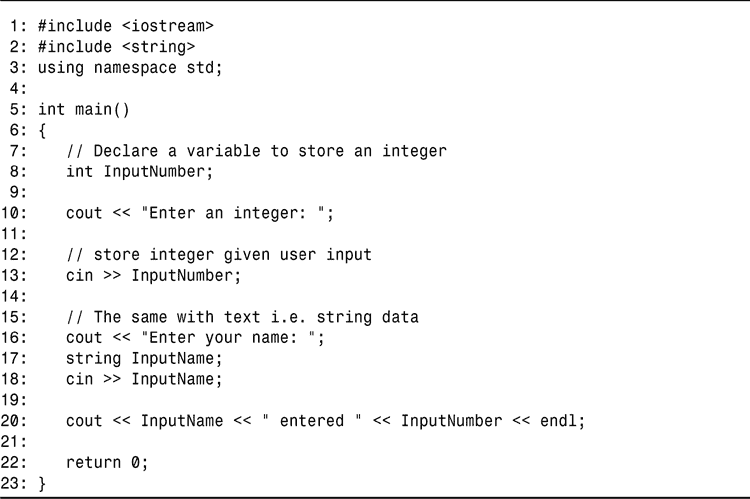 1: #include <iostream>
2: #include <string>
3: using namespace std;
4:
5: int main()
6: {
7:    // Declare a variable to store an integer
8:    int InputNumber;
9:
10:    cout << "Enter an integer: ";
11:
12:    // store integer given user input
13:    cin >> InputNumber;
14:
15:    // The same with text i.e. string data
16:    cout << "Enter your name: ";
17:    string InputName;
18:    cin >> InputName;
19:
20:    cout << InputName << " entered " << InputNumber << endl;
21:
22:    return 0;
23: }